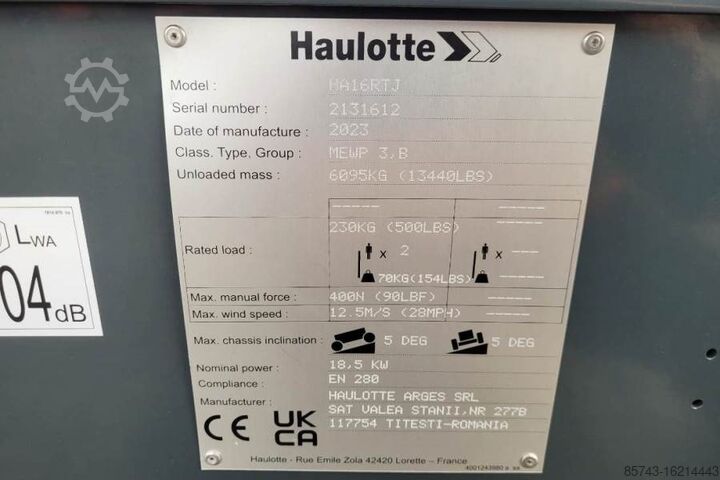 Haulotte
Model : HA16RTJ
Serial number : 2131612
Date of manufacture : 2023
Class. Type, Group : MEWP 3,B
Unloaded mass : 6095KG (13440LBS)
----- -----
230KG (500LBS) -----
Rated load : x 2 x ---
70KG(154LBS) -----
Max. manual force : 400N (90LBF) -----
Max. wind speed : 12.5M/S (28MPH) -----
Max. chassis inclination : 5 DEG 5 DEG
Nominal power : 18,5 KW
Compliance : EN 280
Manufacturer : HAULOTTE ARGES SRL
SAT VALEA STANII,NR 277B
117754 TITESTI-ROMANIA
CE UK CA
Haulotte - Rue Emile Zola 42420 Lorette – France
LWA
04 dB
85743-16214443